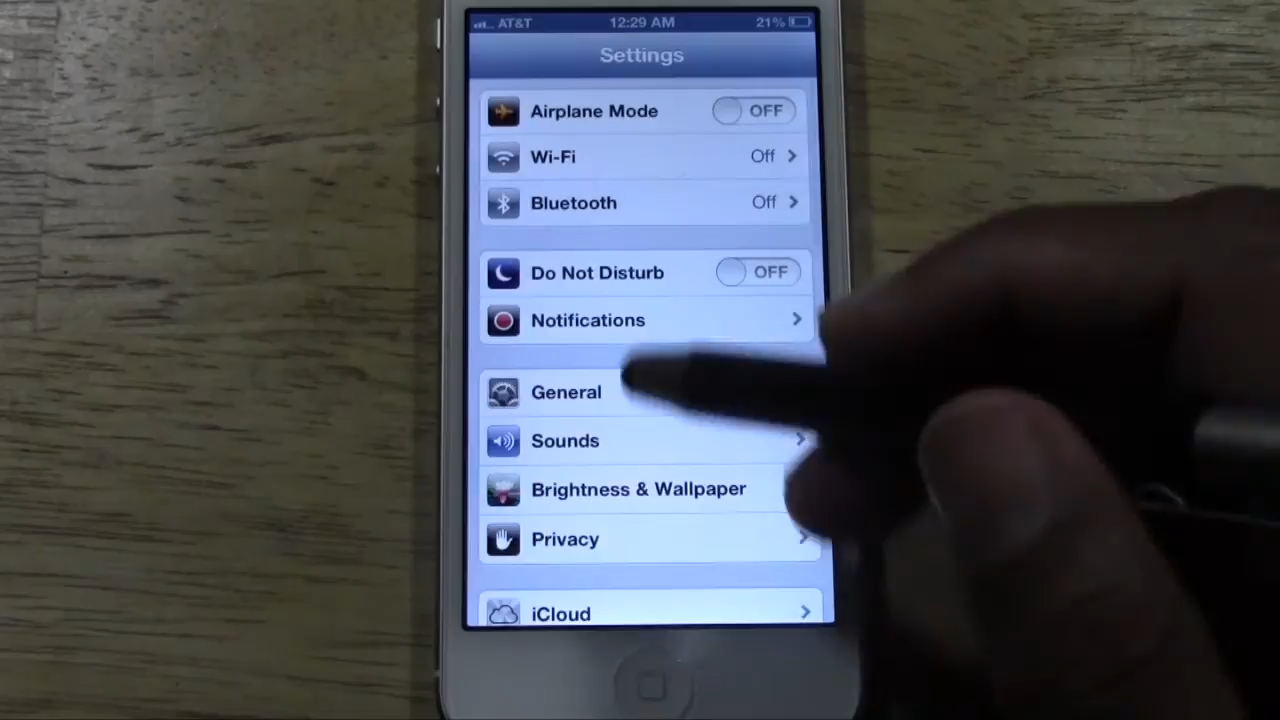 AT&T 12:29 AM 21%
Settings
Airplane Mode OFF
Wi-Fi Off
Bluetooth Off
Do Not Disturb OFF
Notifications
General
Sounds
Brightness & Wallpaper
Privacy
iCloud